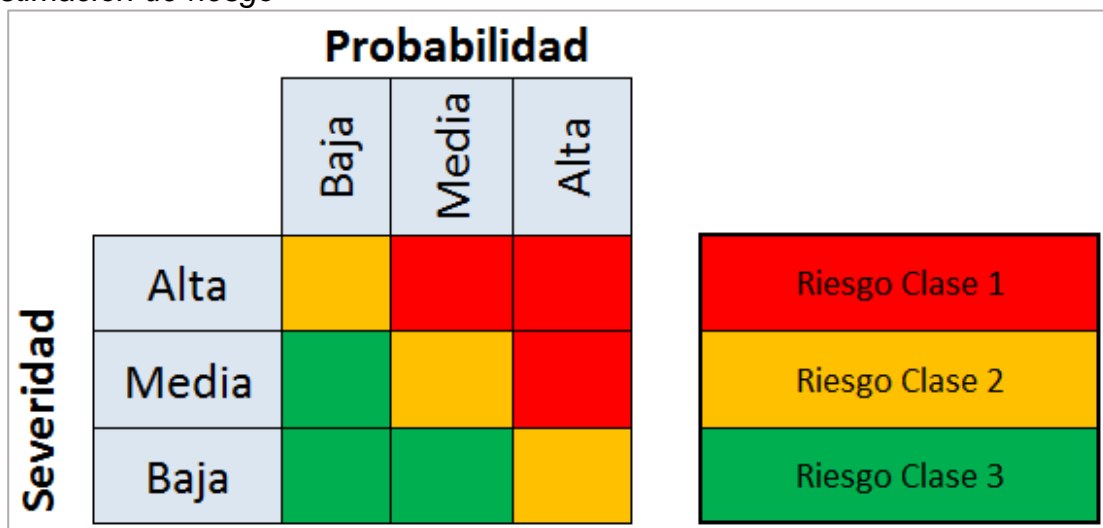 Probabilidad
Baja
Media
Alta
Severidad
Alta
Riesgo Clase 1
Media
Riesgo Clase 2
Baja
Riesgo Clase 3